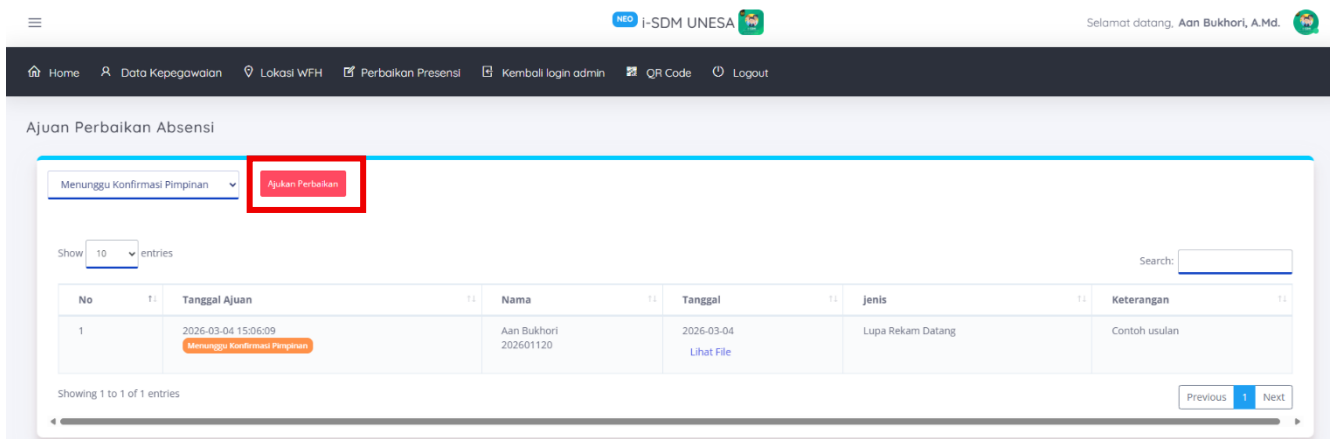 NEO i-SDM UNESA
Selamat datang, Aan Bukhori, A.Md.
Home Data Kepegawaian Lokasi WFH Perbaikan Presensi Kembali login admin QR Code Logout
Ajuan Perbaikan Absensi
Menunggu Konfirmasi Pimpinan Ajukan Perbaikan
Show 10 entries Search:
No Tanggal Ajuan Nama Tanggal jenis Keterangan
1 2026-03-04 15:06:09 Aan Bukhori 2026-03-04 Lupa Rekam Datang Contoh usulan
Menunggu Konfirmasi Pimpinan 202601120 Lihat File
Showing 1 to 1 of 1 entries Previous 1 Next